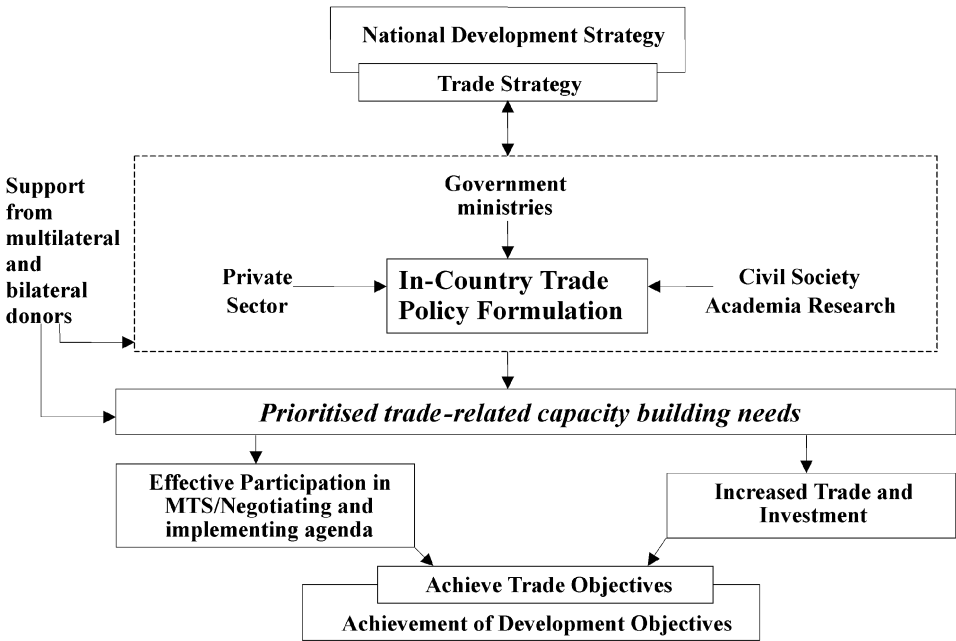 National Development Strategy
Trade Strategy
Support
from
multilateral
and
bilateral
donors
Government
ministries
Private
Sector
In-Country Trade
Policy Formulation
Civil Society
Academia Research
Prioritised trade-related capacity building needs
Effective Participation in
MTS/Negotiating and
implementing agenda
Increased Trade and
Investment
Achieve Trade Objectives
Achievement of Development Objectives